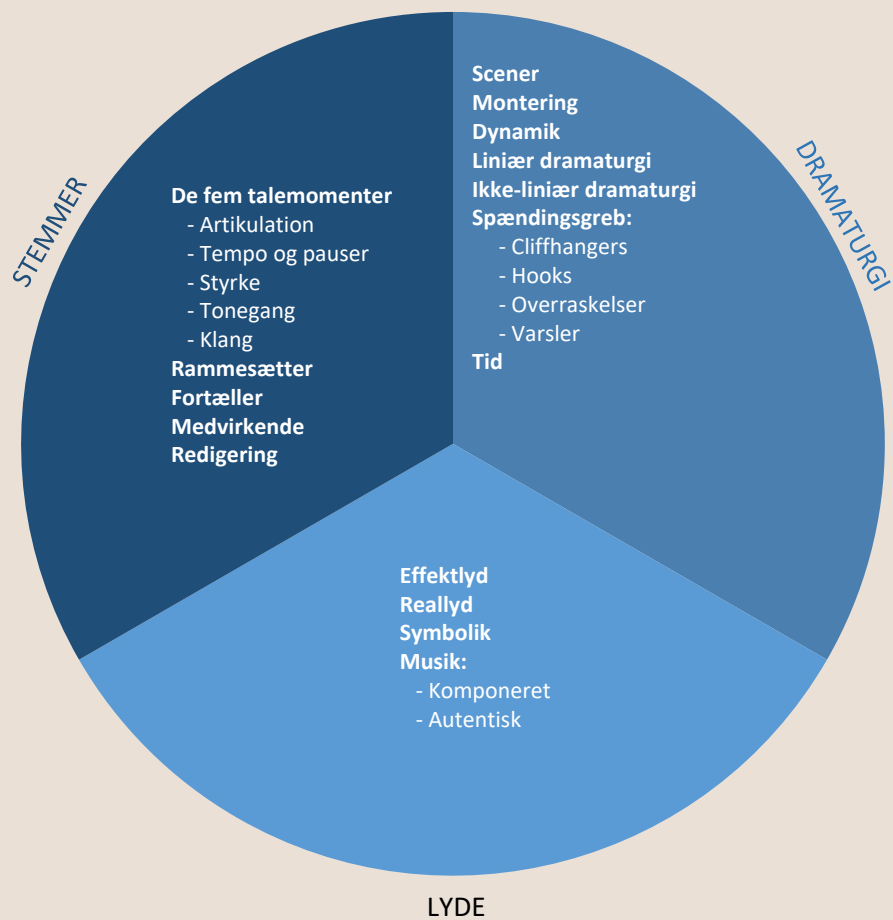 STEMMER
De fem talemomenter
- Artikulation
- Tempo og pauser
- Styrke
- Tonegang
- Klang
Rammesætter
Fortæller
Medvirkende
Redigering
DRAMATURGI
Scener
Montering
Dynamik
Liniær dramaturgi
Ikke-liniær dramaturgi
Spændingsgreb:
- Cliffhangers
- Hooks
- Overraskelser
- Varsler
Tid
Effektlyd
Reallyd
Symbolik
Musik:
- Komponeret
- Autentisk
LYDE